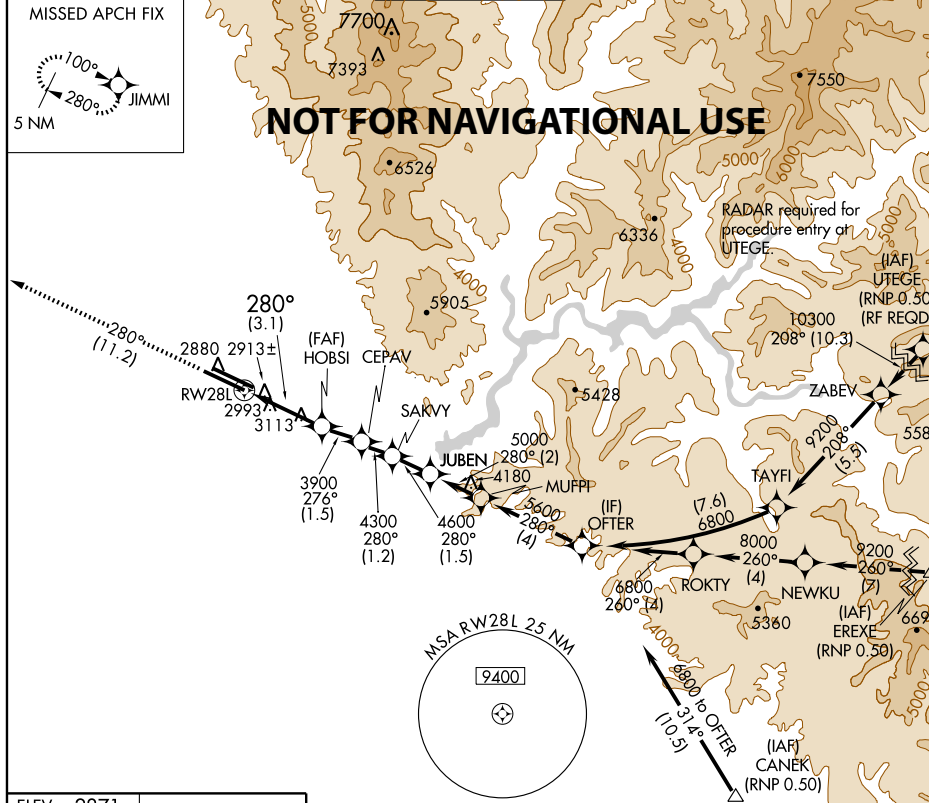 MISSED APCH FIX
100°
280°
JIMMI
5 NM
5000
7700
7393
NOT FOR NAVIGATIONAL USE
7550
5000
6000
6526
6336
4000
RADAR required for
procedure entry at
UTEGE.
5000
(IAF)
UTEGE
(RNP 0.50
(RF REQD
4000
5905
10300
208° (10.3)
280°
(11.2)
280°
(3.1)
(FAF)
HOBSI
CEPAV
2880
2913±
RW28L
2993
3113
SAKVY
5428
ZABEV
558
9200
208°
(5.5)
JUBEN
5000
280° (2)
4180
MUFPI
TAYFI
3900
276°
(1.5)
4300
280°
(1.2)
4600
280°
(1.5)
5600
280°
(4)
(IF)
OFTER
(7.6)
6800
8000
260°
(4)
9200
260°
(7)
ROKTY
NEWKU
6800
260° (4)
5360
(IAF)
EREXE
(RNP 0.50)
669
4000
5000
MSA RW28L 25 NM
9400
6800 to OFTER
314°
(10.5)
(IAF)
CANEK
(RNP 0.50)